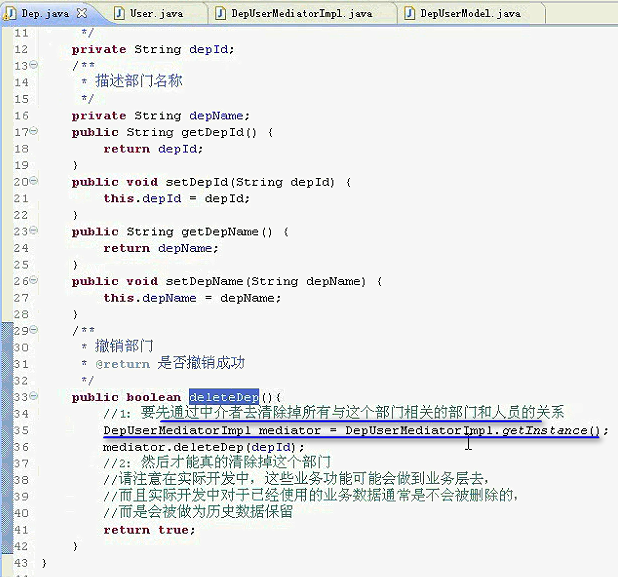 Dep.java User.java DepUserMediatorImpl.java DepUserModel.java
11 */
12 private String depId;
13 /**
14 * 描述部门名称
15 */
16 private String depName;
17 public String getDepId() {
18 return depId;
19 }
20 public void setDepId(String depId) {
21 this.depId = depId;
22 }
23 public String getDepName() {
24 return depName;
25 }
26 public void setDepName(String depName) {
27 this.depName = depName;
28 }
29 /**
30 * 撤销部门
31 * @return 是否撤销成功
32 */
33 public boolean deleteDep(){
34 //1: 要先通过中介者去清除掉所有与这个部门相关的部门和人员的关系
35 DepUserMediatorImpl mediator = DepUserMediatorImpl.getInstance();
36 mediator.deleteDep(depId);
37 //2: 然后才能真的清除掉这个部门
38 //请注意在实际开发中，这些业务功能可能会做到业务层去，
39 //而且实际开发中对于已经使用的业务数据通常是不会被删除的，
40 //而是会被做为历史数据保留
41 return true;
42 }
43 }